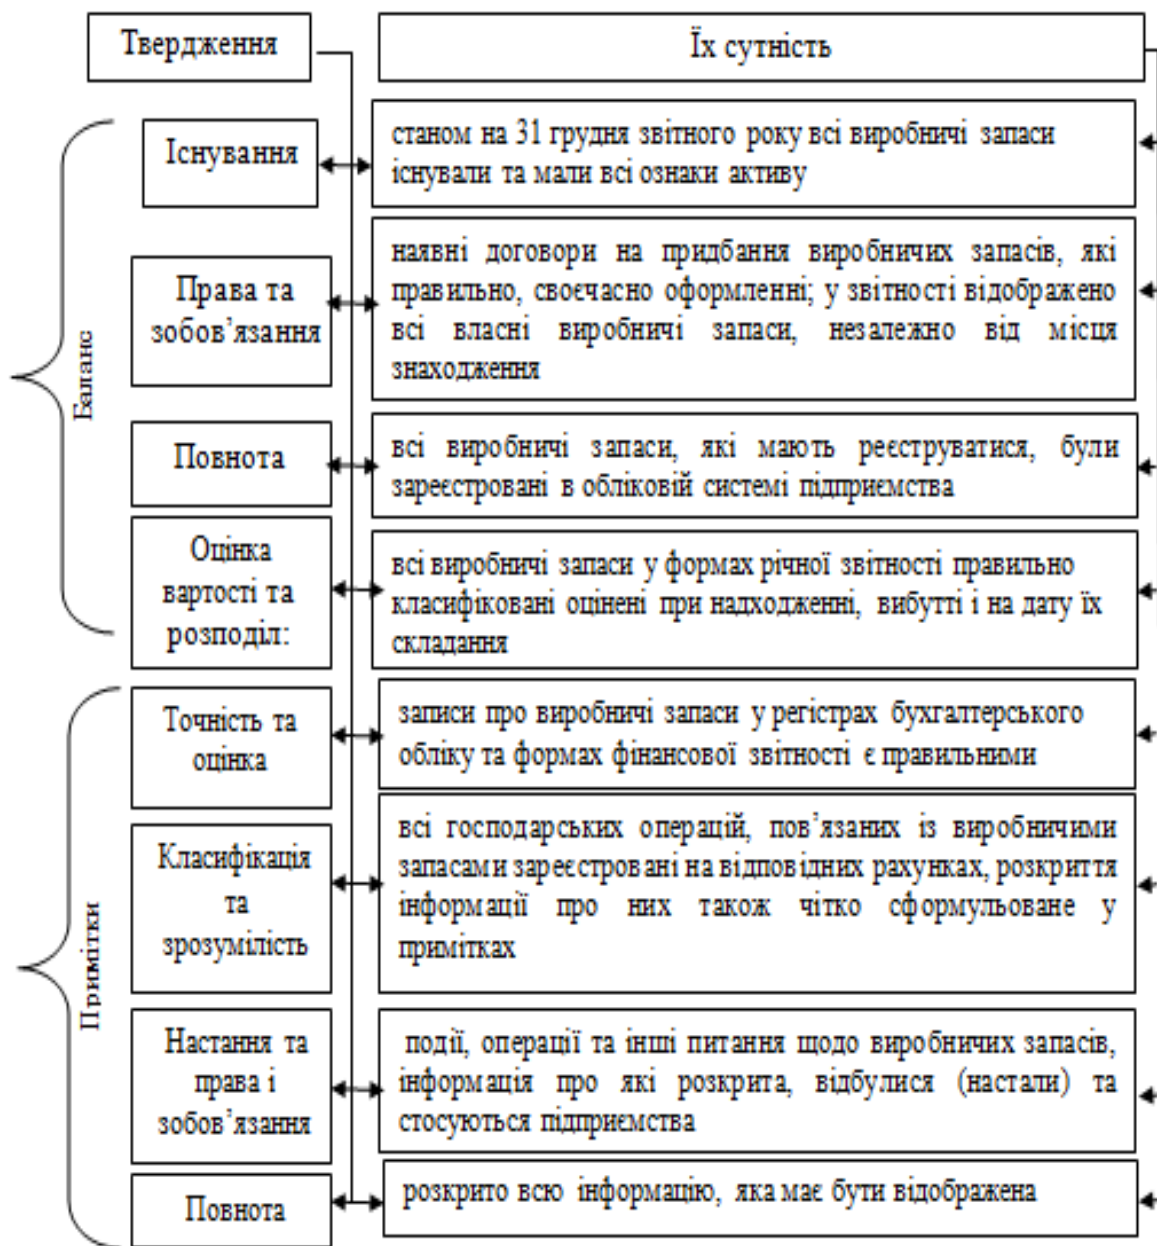 Твердження
Їх сутність
Баланс
Існування
станом на 31 грудня звітного року всі виробничі запаси
існували та мали всі ознаки активу
Права та
зобов’язання
наявні договори на придбання виробничих запасів, які
правильно, своєчасно оформленні; у звітності відображено
всі власні виробничі запаси, незалежно від місця
знаходження
Повнота
всі виробничі запаси, які мають реєструватися, були
зареєстровані в обліковій системі підприємства
Оцінка
вартості та
розподіл:
всі виробничі запаси у формах річної звітності правильно
класифіковані оцінені при надходженні, вибутті і на дату їх
складання
Примітки
Точність та
оцінка
записи про виробничі запаси у регістрах бухгалтерського
обліку та формах фінансової звітності є правильними
Класифікація
та
зрозумілість
всі господарських операцій, пов’язаних із виробничими
запасами зареєстровані на відповідних рахунках, розкриття
інформації про них також чітко сформульоване у
примітках
Настання та
права і
зобов’язання
події, операції та інші питання щодо виробничих запасів,
інформація про які розкрита, відбулися (настали) та
стосуються підприємства
Повнота
розкрито всю інформацію, яка має бути відображена